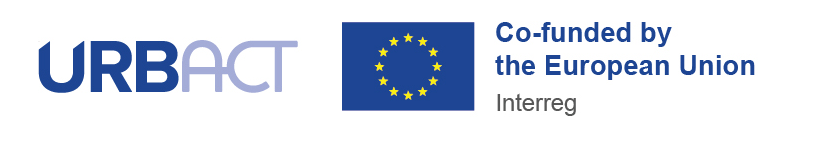 URBACT
Co-funded by
the European Union
Interreg